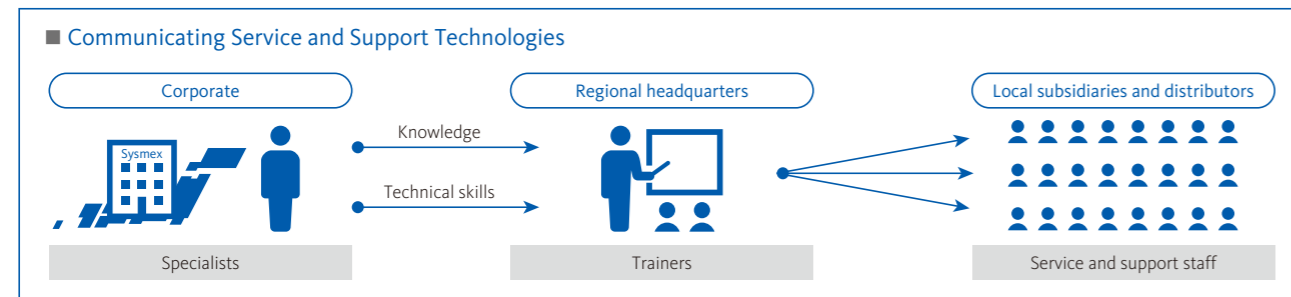 Communicating Service and Support Technologies
Corporate
Regional headquarters
Local subsidiaries and distributors
Sysmex
Knowledge
Technical skills
Specialists
Trainers
Service and support staff